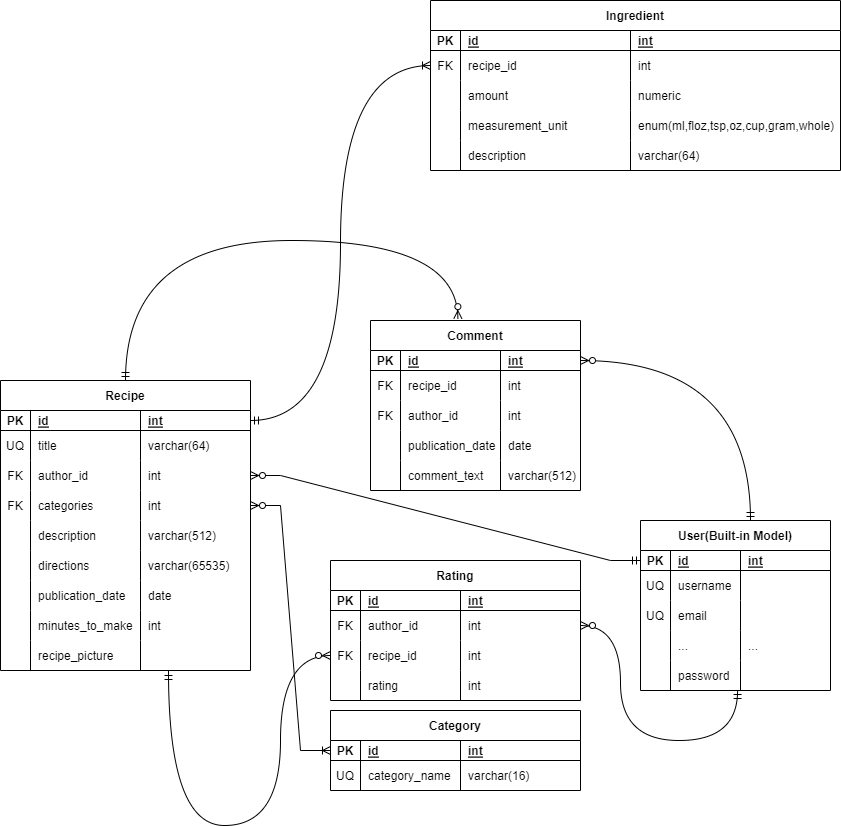 Ingredient
PK id int
FK recipe_id int
amount numeric
measurement_unit enum(ml,floz,tsp,oz,cup,gram,whole)
description varchar(64)
Comment
PK id int
FK recipe_id int
FK author_id int
publication_date date
comment_text varchar(512)
Recipe
PK id int
UQ title varchar(64)
FK author_id int
FK categories int
description varchar(512)
directions varchar(65535)
publication_date date
minutes_to_make int
recipe_picture
User(Built-in Model)
PK id int
UQ username
UQ email
... ...
password
Rating
PK id int
FK author_id int
FK recipe_id int
rating int
Category
PK id int
UQ category_name varchar(16)